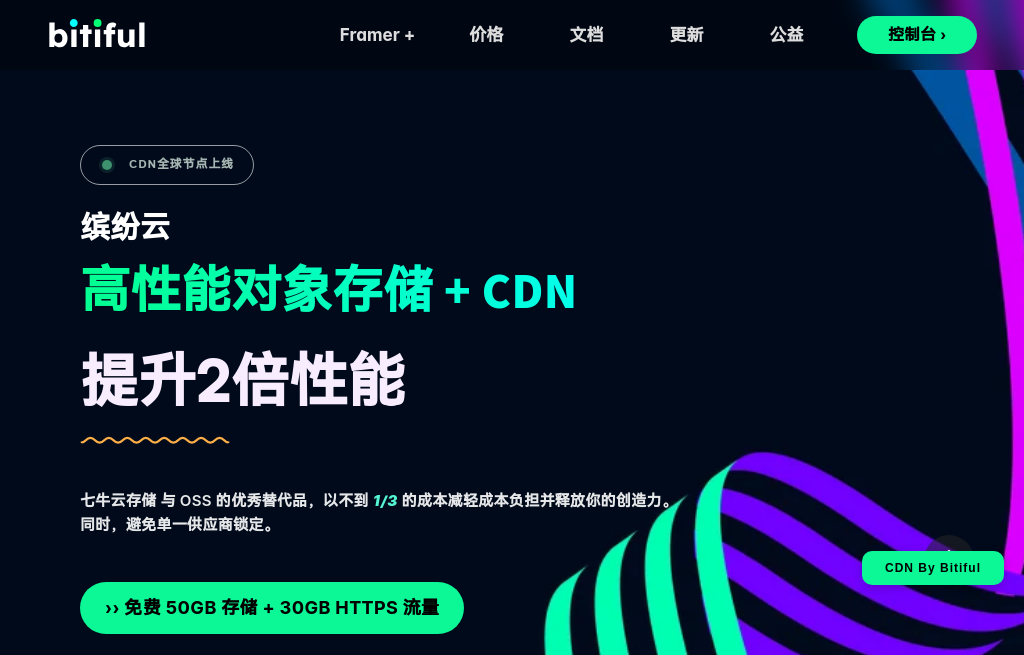 bitiful
Framer +
价格
文档
更新
公益
控制台 ›
CDN全球节点上线
缤纷云
高性能对象存储 + CDN
提升2倍性能
七牛云存储 与 OSS 的优秀替代品，以不到 1/3 的成本减轻成本负担并释放你的创造力。
同时，避免单一供应商锁定。
CDN By Bitiful
›› 免费 50GB 存储 + 30GB HTTPS 流量